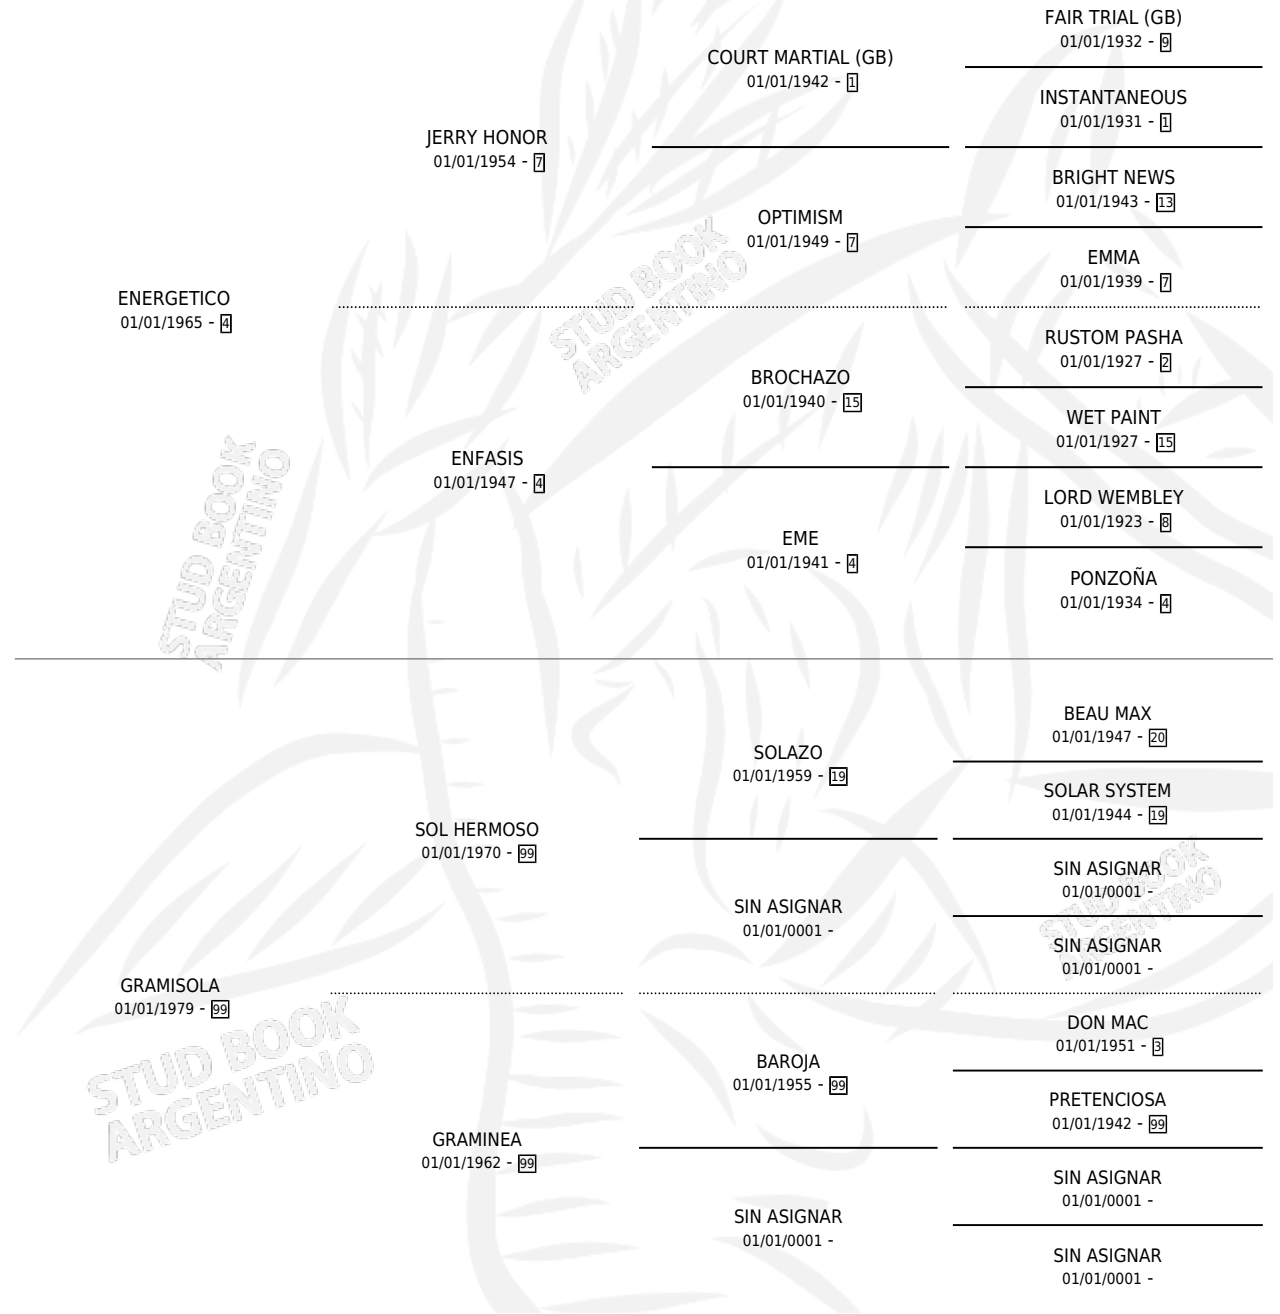 FAIR TRIAL (GB)
01/01/1932 - 9
COURT MARTIAL (GB)
01/01/1942 - 1
INSTANTANEOUS
01/01/1931 - 1
JERRY HONOR
01/01/1954 - 7
BRIGHT NEWS
01/01/1943 - 13
OPTIMISM
01/01/1949 - 7
EMMA
01/01/1939 - 7
ENERGETICO
01/01/1965 - 4
RUSTOM PASHA
01/01/1927 - 2
BROCHAZO
01/01/1940 - 15
WET PAINT
01/01/1927 - 15
ENFASIS
01/01/1947 - 4
LORD WEMBLEY
01/01/1923 - 8
EME
01/01/1941 - 4
PONZOÑA
01/01/1934 - 4
BEAU MAX
01/01/1947 - 20
SOLAZO
01/01/1959 - 19
SOLAR SYSTEM
01/01/1944 - 19
SOL HERMOSO
01/01/1970 - 99
SIN ASIGNAR
01/01/0001 -
SIN ASIGNAR
01/01/0001 -
SIN ASIGNAR
01/01/0001 -
GRAMISOLA
01/01/1979 - 99
DON MAC
01/01/1951 - 3
BAROJA
01/01/1955 - 99
PRETENCIOSA
01/01/1942 - 99
GRAMINEA
01/01/1962 - 99
SIN ASIGNAR
01/01/0001 -
SIN ASIGNAR
01/01/0001 -
SIN ASIGNAR
01/01/0001 -
STUD BOOK
ARGENTINO
STUD BOOK
ARGENTINO
STUD BOOK
ARGENTINO
STUD BOOK
ARGENTINO